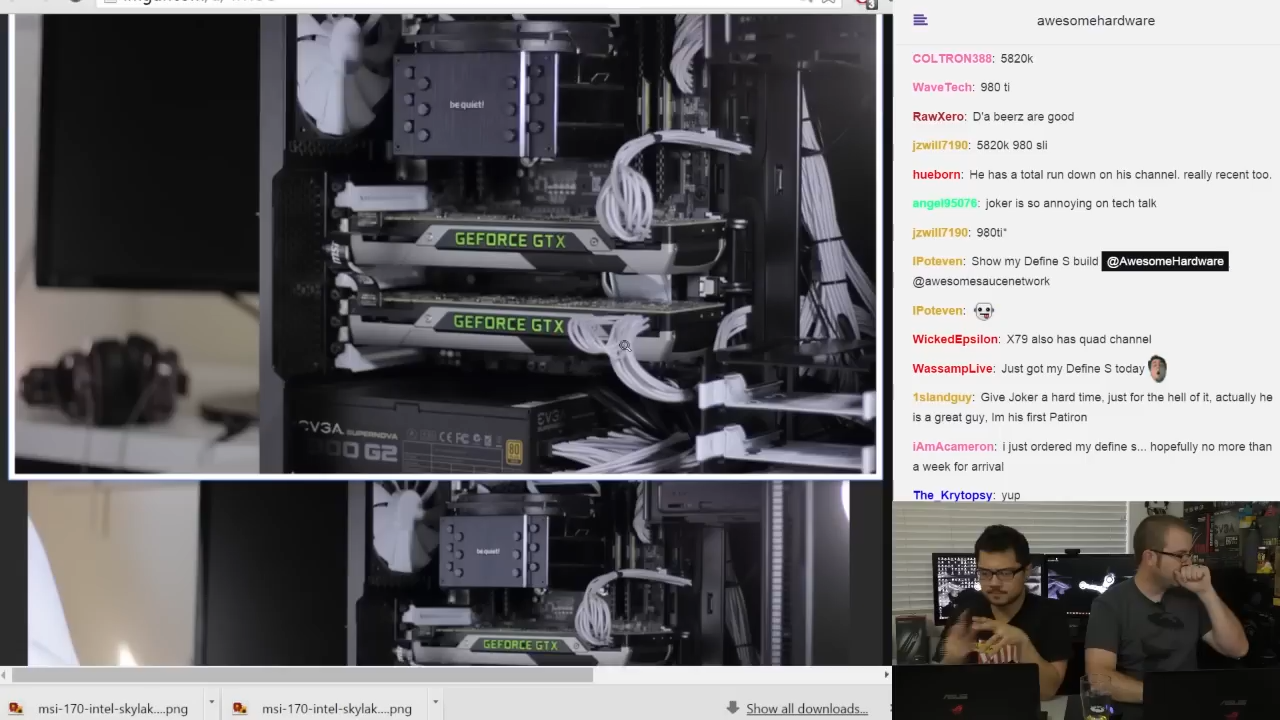 awesomehardware
COLTRON388: 5820k
WaveTech: 980 ti
RawXero: D'a beerz are good
jzwill7190: 5820k 980 sli
hueborn: He has a total run down on his channel. really recent too.
angel95076: joker is so annoying on tech talk
jzwill7190: 980ti*
IPoteven: Show my Define S build @AwesomeHardware
@awesomesaucenetwork
IPoteven:
WickedEpsilon: X79 also has quad channel
WassampLive: Just got my Define S today
1slandguy: Give Joker a hard time, just for the hell of it, actually he
is a great guy, Im his first Patiron
iAmAcameron: i just ordered my define s... hopefully no more than
a week for arrival
The_Krytopsy: yup
be quiet!
GEFORCE GTX
GEFORCE GTX
EVGA SUPERNOVA
G2
EVGA
be quiet!
GEFORCE GTX
3
msi-170-intel-skylak....png
msi-170-intel-skylak....png
Show all downloads...
ASUS
ASUS